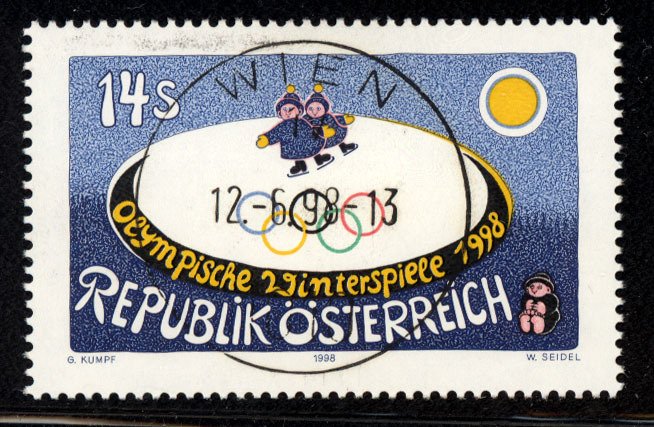 WIEN
14s
12.-6.98-13
Olympische Winterspiele 1998
REPUBLIK ÖSTERREICH
G. KUMPF 1998 W. SEIDEL